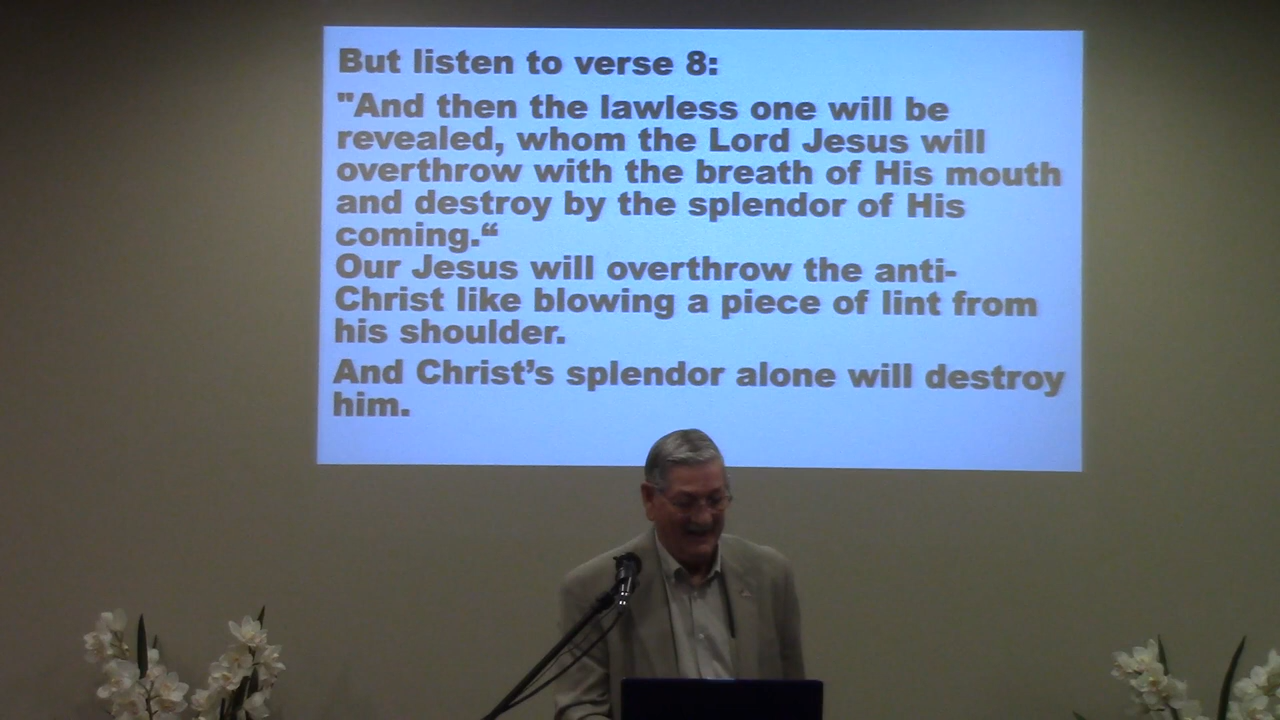 But listen to verse 8:
"And then the lawless one will be
revealed, whom the Lord Jesus will
overthrow with the breath of His mouth
and destroy by the splendor of His
coming.“
Our Jesus will overthrow the anti-
Christ like blowing a piece of lint from
his shoulder.
And Christ’s splendor alone will destroy
him.